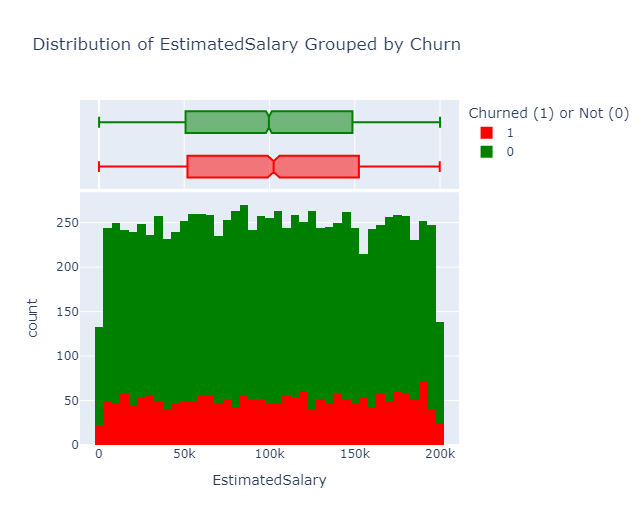 Distribution of EstimatedSalary Grouped by Churn
Churned (1) or Not (0)
1
0
250
200
150
100
50
0
count
0 50k 100k 150k 200k
EstimatedSalary